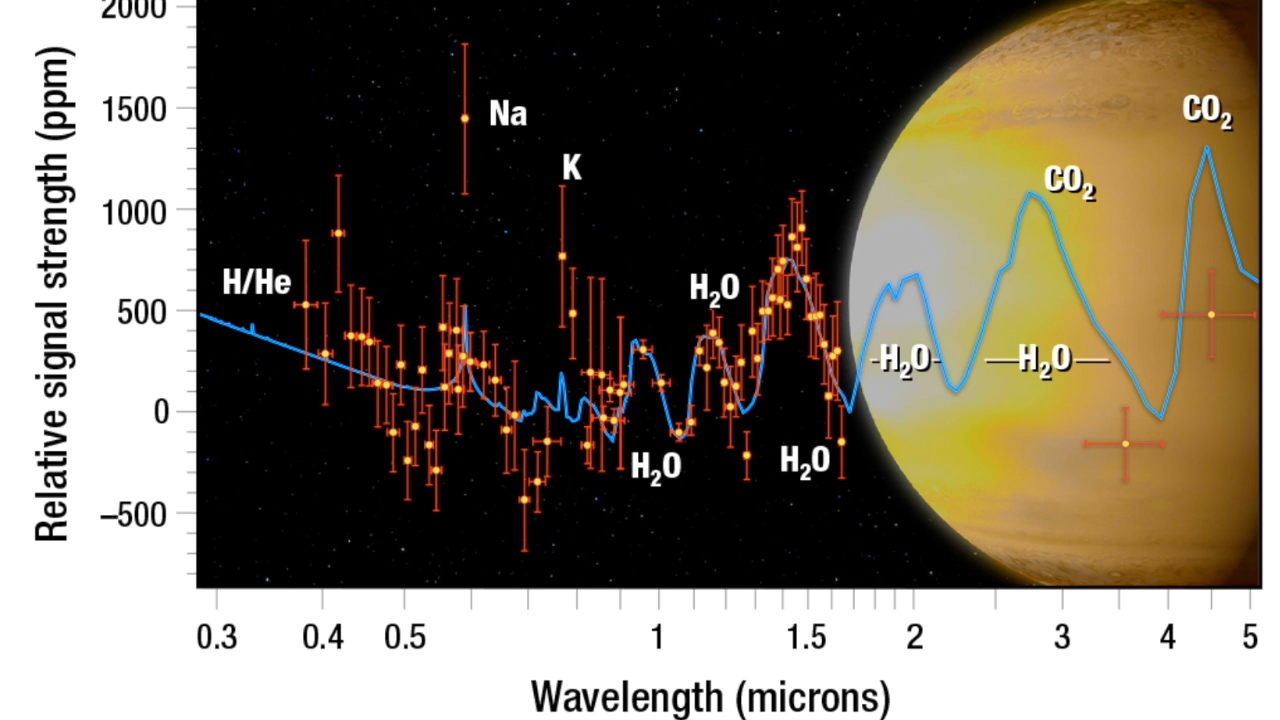 2000
1500
1000
500
0
–500
Relative signal strength (ppm)
Na
K
H/He
H₂O
H₂O
H₂O
-H₂O-
H₂O
CO₂
CO₂
0.3 0.4 0.5 1 1.5 2 3 4 5
Wavelength (microns)